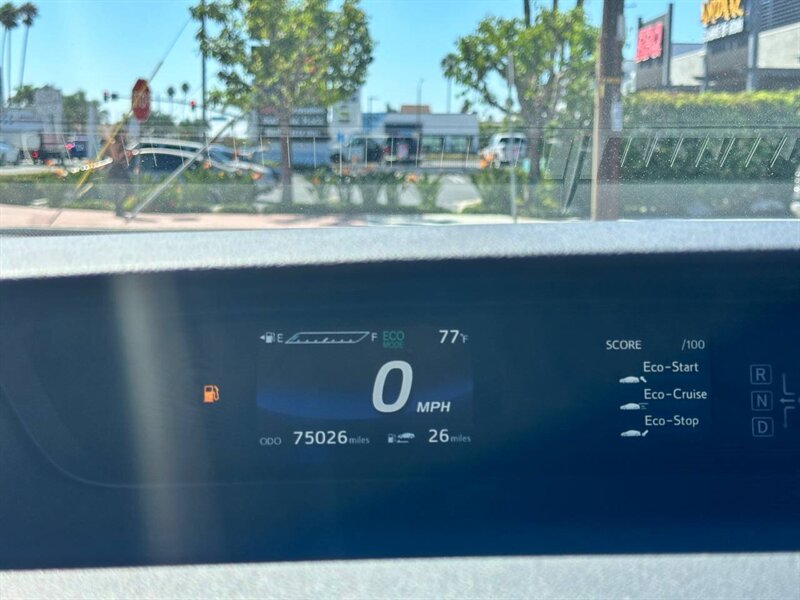 E F ECO MODE 77°F
0 MPH
ODO 75026 miles 26 miles
SCORE /100
Eco-Start
Eco-Cruise
Eco-Stop
R
N
D